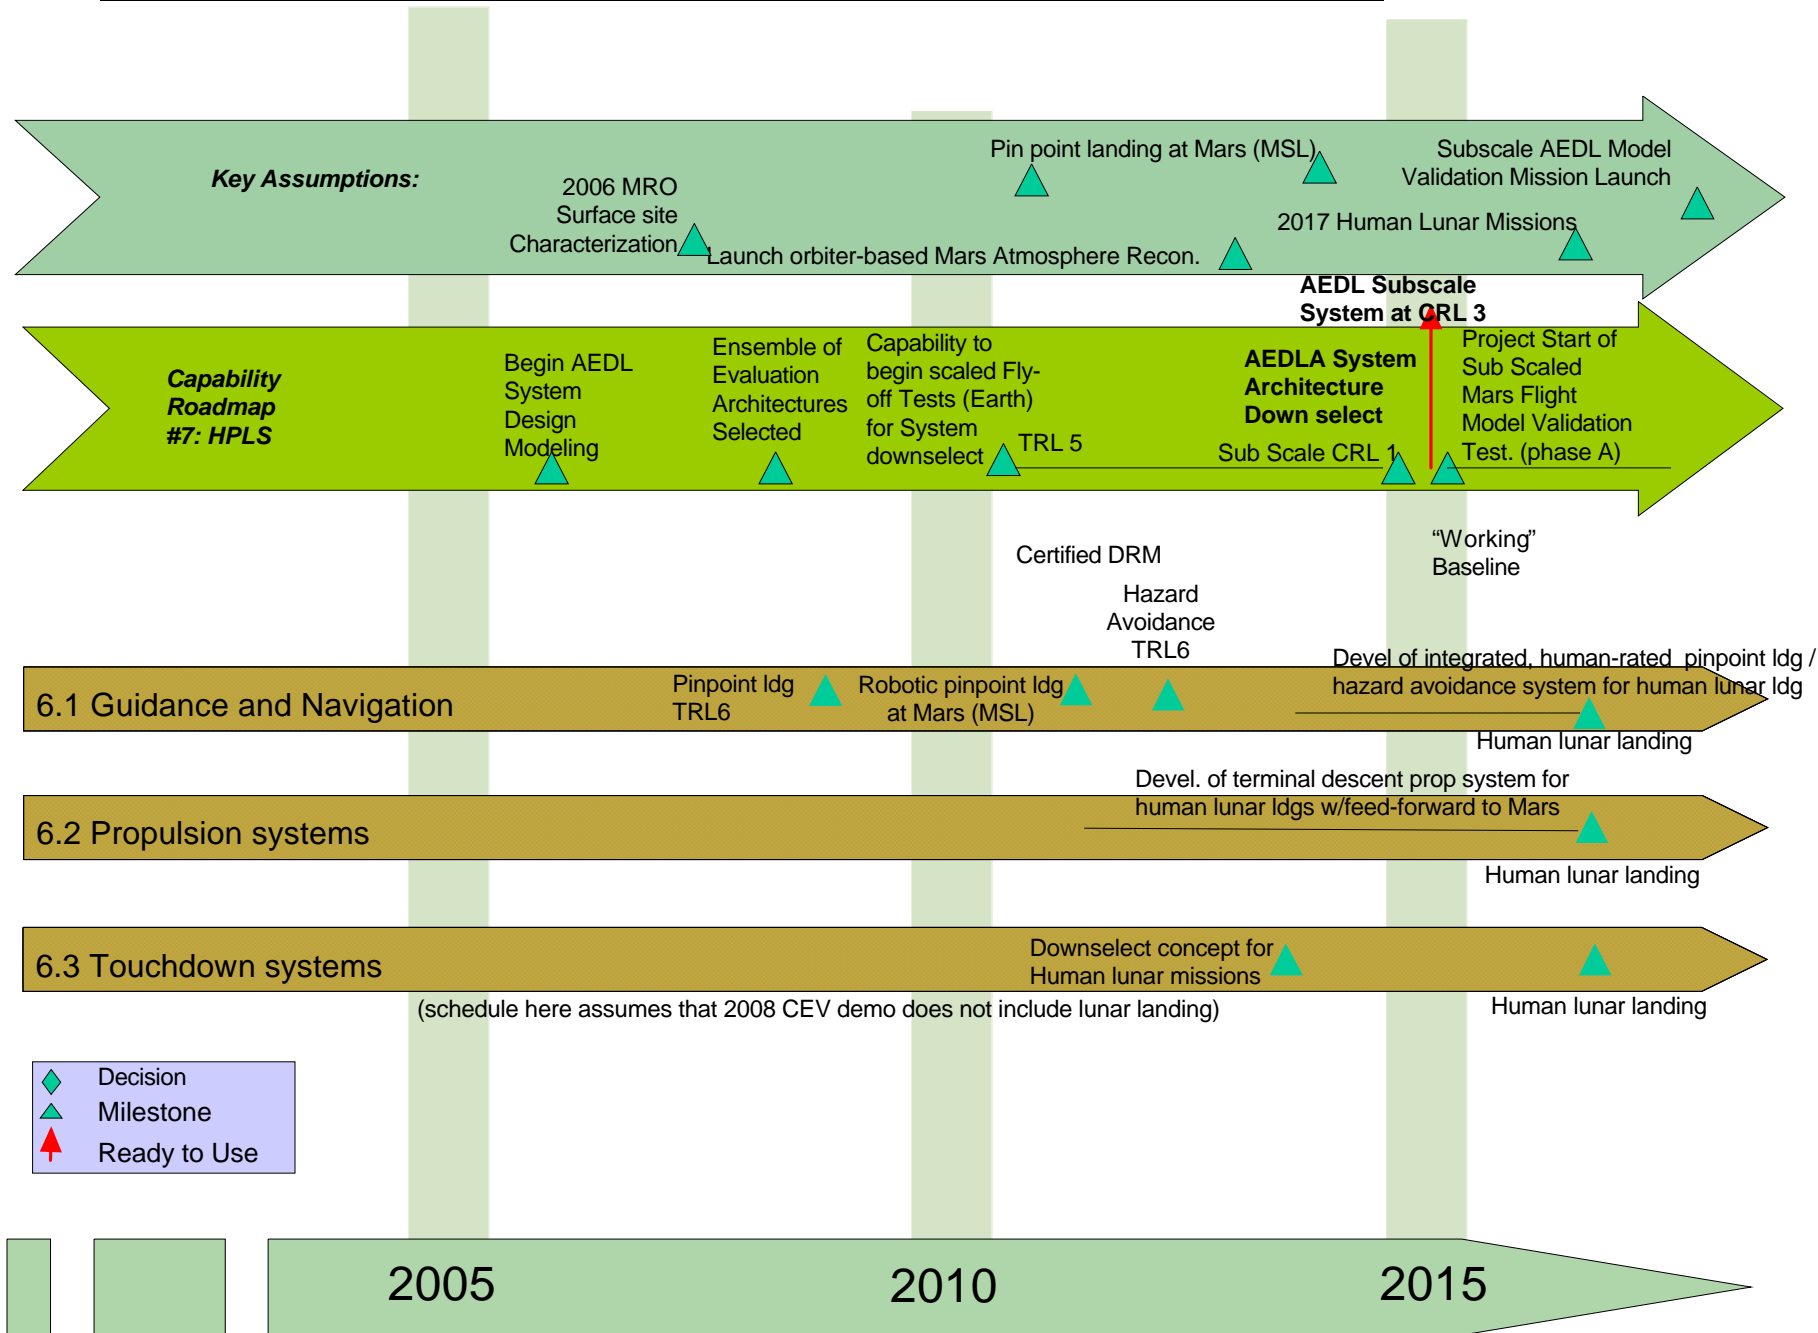 Key Assumptions:
2006 MRO
Surface site
Characterization
Launch orbiter-based Mars Atmosphere Recon.
Pin point landing at Mars (MSL)
Subscale AEDL Model
Validation Mission Launch
2017 Human Lunar Missions
AEDL Subscale
System at CRL 3
Capability
Roadmap
#7: HPLS
Begin AEDL
System
Design
Modeling
Ensemble of
Evaluation
Architectures
Selected
Capability to
begin scaled Fly-
off Tests (Earth)
for System
downselect
TRL 5
AEDLA System
Architecture
Down select
Sub Scale CRL 1
Project Start of
Sub Scaled
Mars Flight
Model Validation
Test. (phase A)
Certified DRM
“Working”
Baseline
Hazard
Avoidance
TRL6
6.1 Guidance and Navigation
Pinpoint ldg
TRL6
Robotic pinpoint ldg
at Mars (MSL)
Devel of integrated, human-rated pinpoint ldg /
hazard avoidance system for human lunar ldg
Human lunar landing
6.2 Propulsion systems
Devel. of terminal descent prop system for
human lunar ldgs w/feed-forward to Mars
Human lunar landing
6.3 Touchdown systems
Downselect concept for
Human lunar missions
Human lunar landing
(schedule here assumes that 2008 CEV demo does not include lunar landing)
Decision
Milestone
Ready to Use
2005
2010
2015